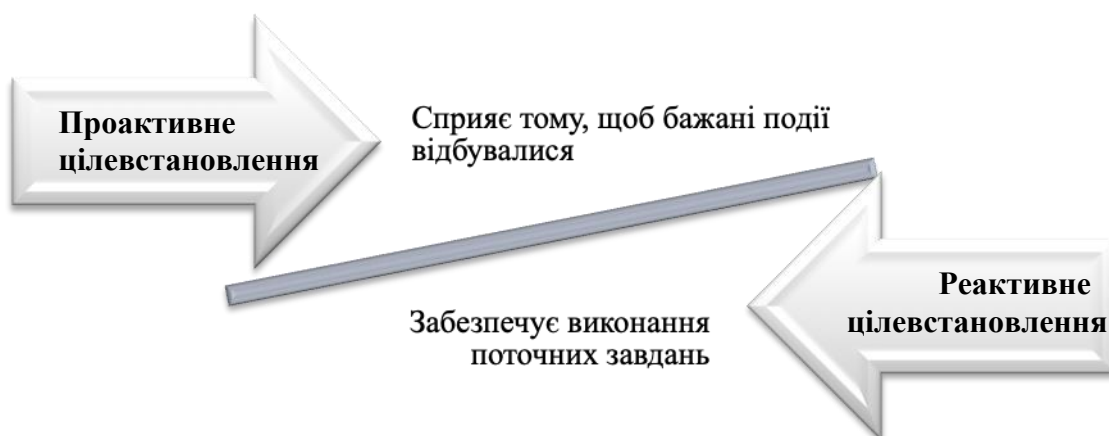 Проактивне
цілевстановлення
Сприяє тому, щоб бажані події
відбувалися
Забезпечує виконання
поточних завдань
Реактивне
цілевстановлення